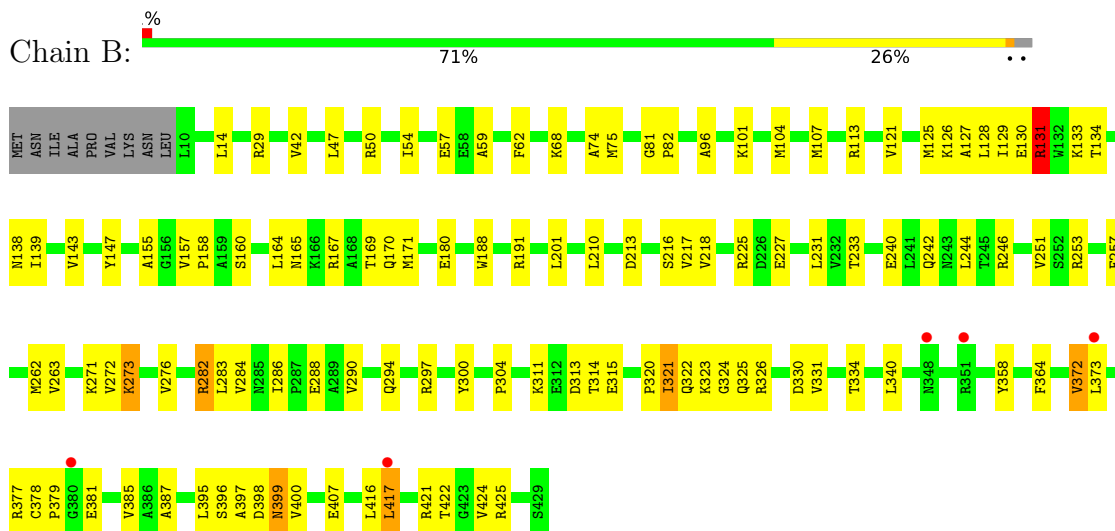 %
Chain B:
71% 26% • •
MET ASN ILE ALA PRO VAL LYS ASN LEU L10 L14 R29 V42 L47 R50 I54 E57 E58 A59 F62 K68 A74 M75 G81 P82 A96 K101 M104 M107 R113 V121 M125 K126 A127 L128 I129 E130 R131 W132 K133 T134
N138 I139 V143 Y147 A155 G156 V157 P158 A159 S160 L164 N165 K166 R167 A168 T169 Q170 M171 E180 W188 R191 L201 L210 D213 S216 V217 V218 R225 D226 E227 L231 V232 T233 E240 L241 Q242 N243 L244 T245 R246 V251 S252 R253
M262 V263 K271 V272 K273 V276 R282 L283 V284 N285 I286 P287 E288 A289 V290 Q294 R297 Y300 P304 K311 E312 D313 T314 E315 P320 I321 Q322 K323 G324 Q325 R326 D330 V331 T334 L340 N348 R351 Y358 F364 V372 L373
R377 C378 P379 G380 E381 V385 A386 A387 L395 S396 A397 D398 N399 V400 E407 L416 L417 R421 T422 G423 V424 R425 S429